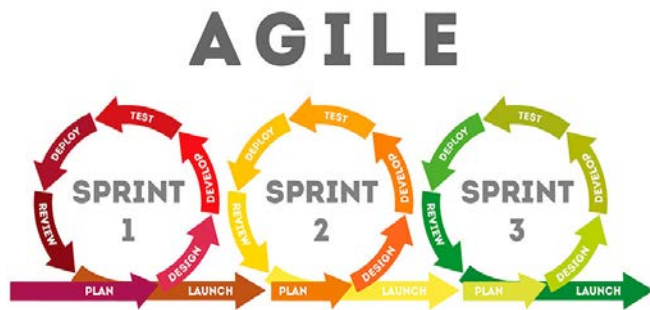 AGILE
TEST
DEPLOY
DEVELOP
SPRINT
1
REVIEW
DESIGN
PLAN
LAUNCH
TEST
DEPLOY
DEVELOP
SPRINT
2
REVIEW
DESIGN
PLAN
LAUNCH
TEST
DEPLOY
DEVELOP
SPRINT
3
REVIEW
DESIGN
PLAN
LAUNCH